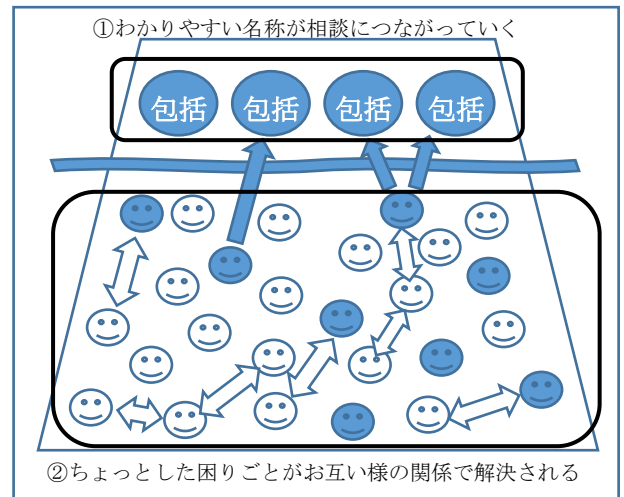 ①わかりやすい名称が相談につながっていく
包括 包括 包括 包括
②ちょっとした困りごとがお互い様の関係で解決される